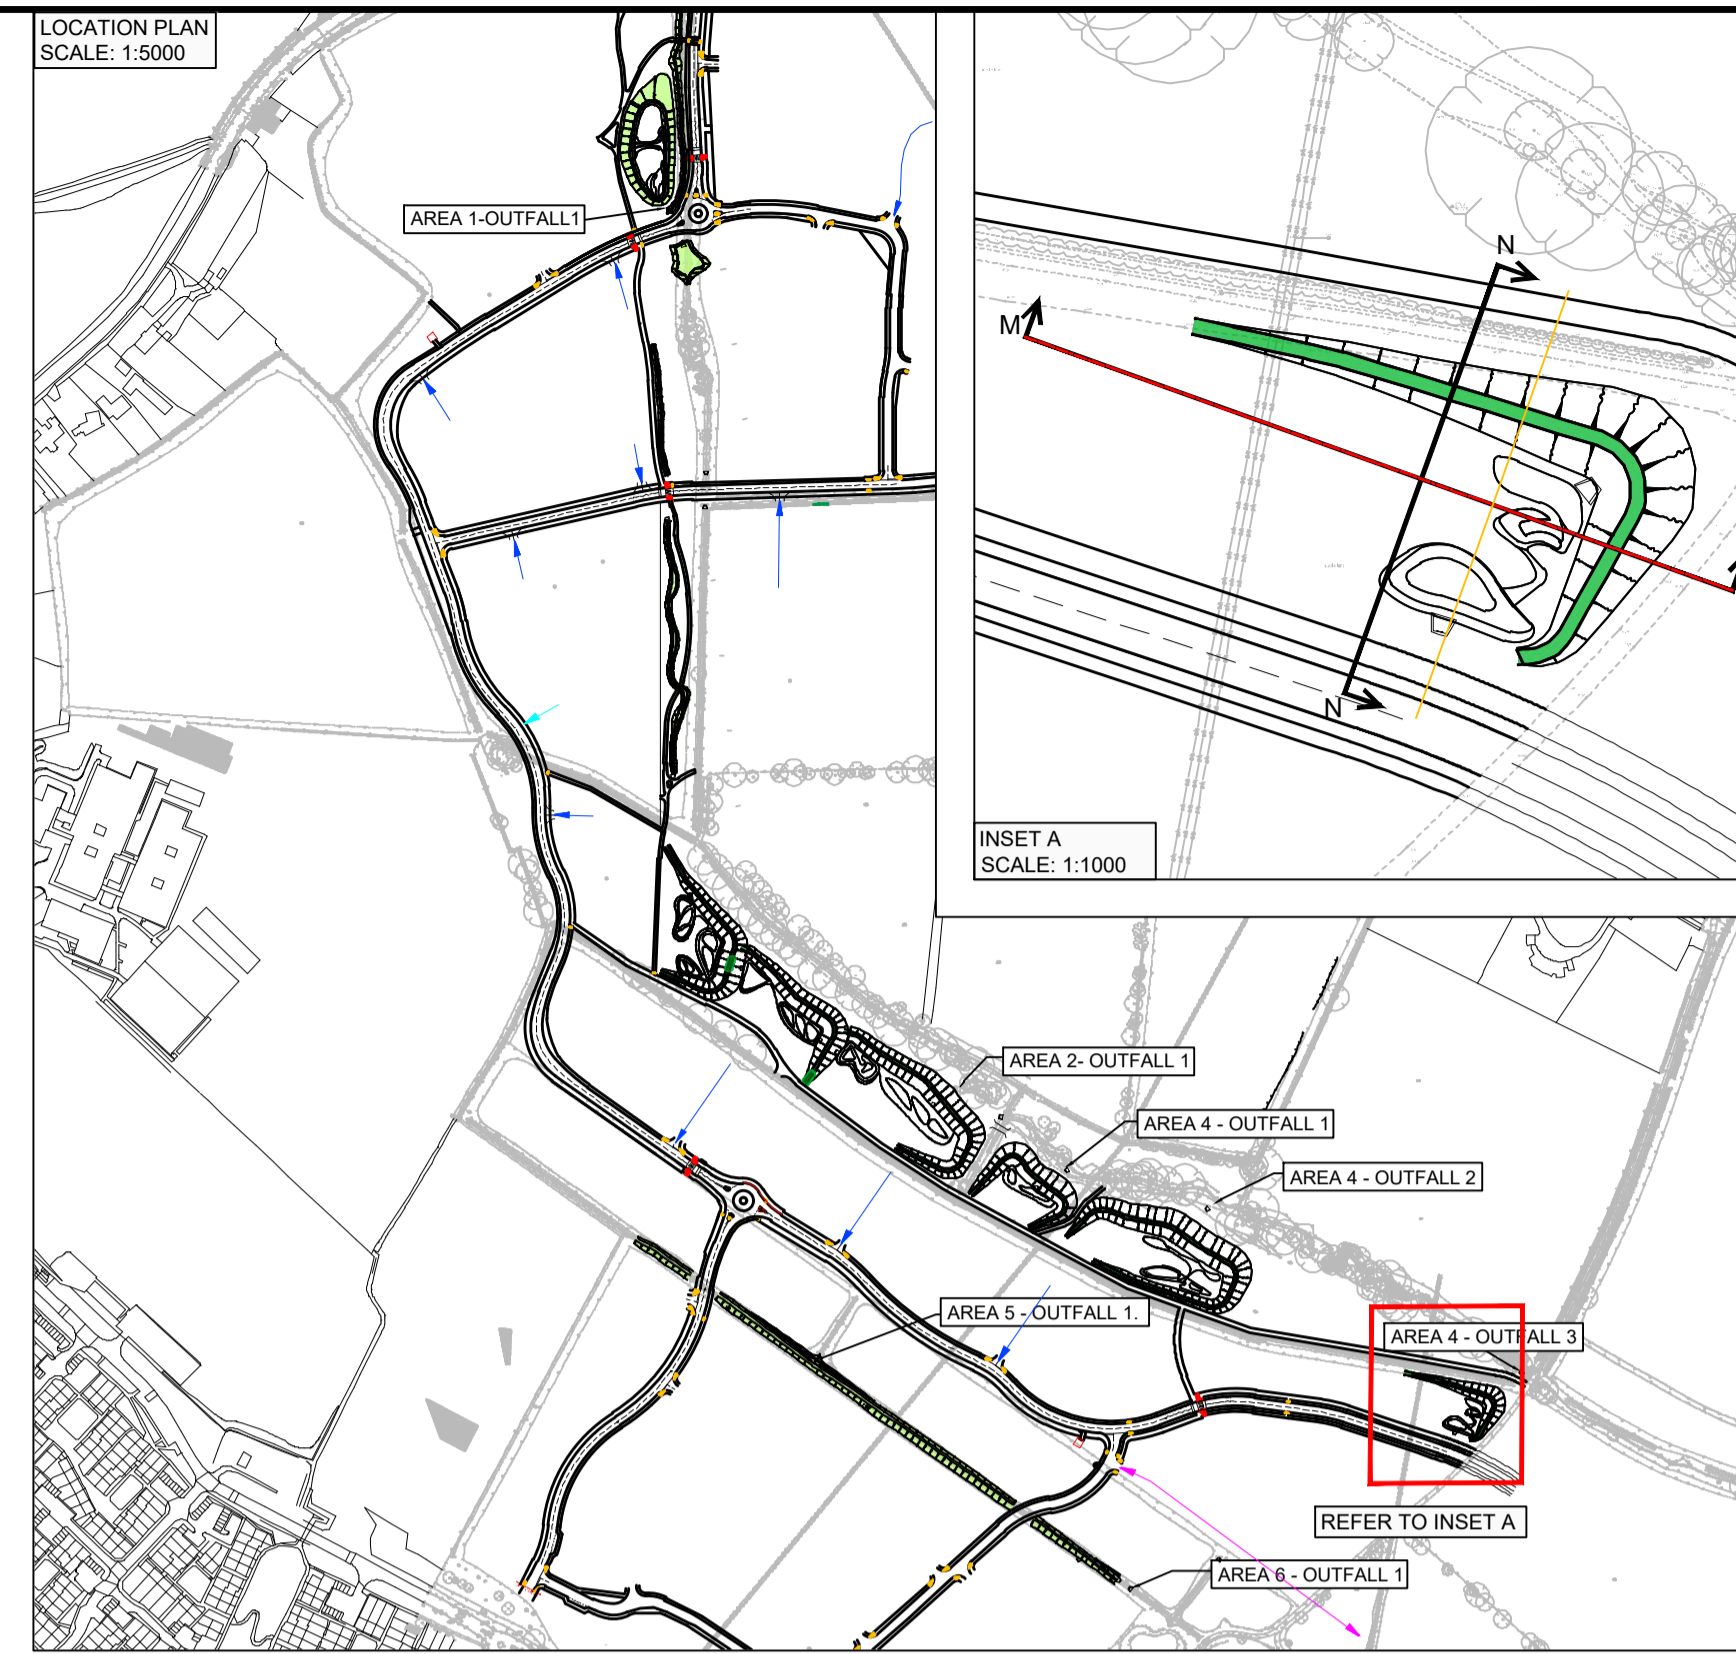 LOCATION PLAN
SCALE: 1:5000
AREA 1-OUTFALL1
N
M
N
INSET A
SCALE: 1:1000
AREA 2- OUTFALL 1
AREA 4 - OUTFALL 1
AREA 4 - OUTFALL 2
AREA 5 - OUTFALL 1.
AREA 4 - OUTFALL 3
REFER TO INSET A
AREA 6 - OUTFALL 1